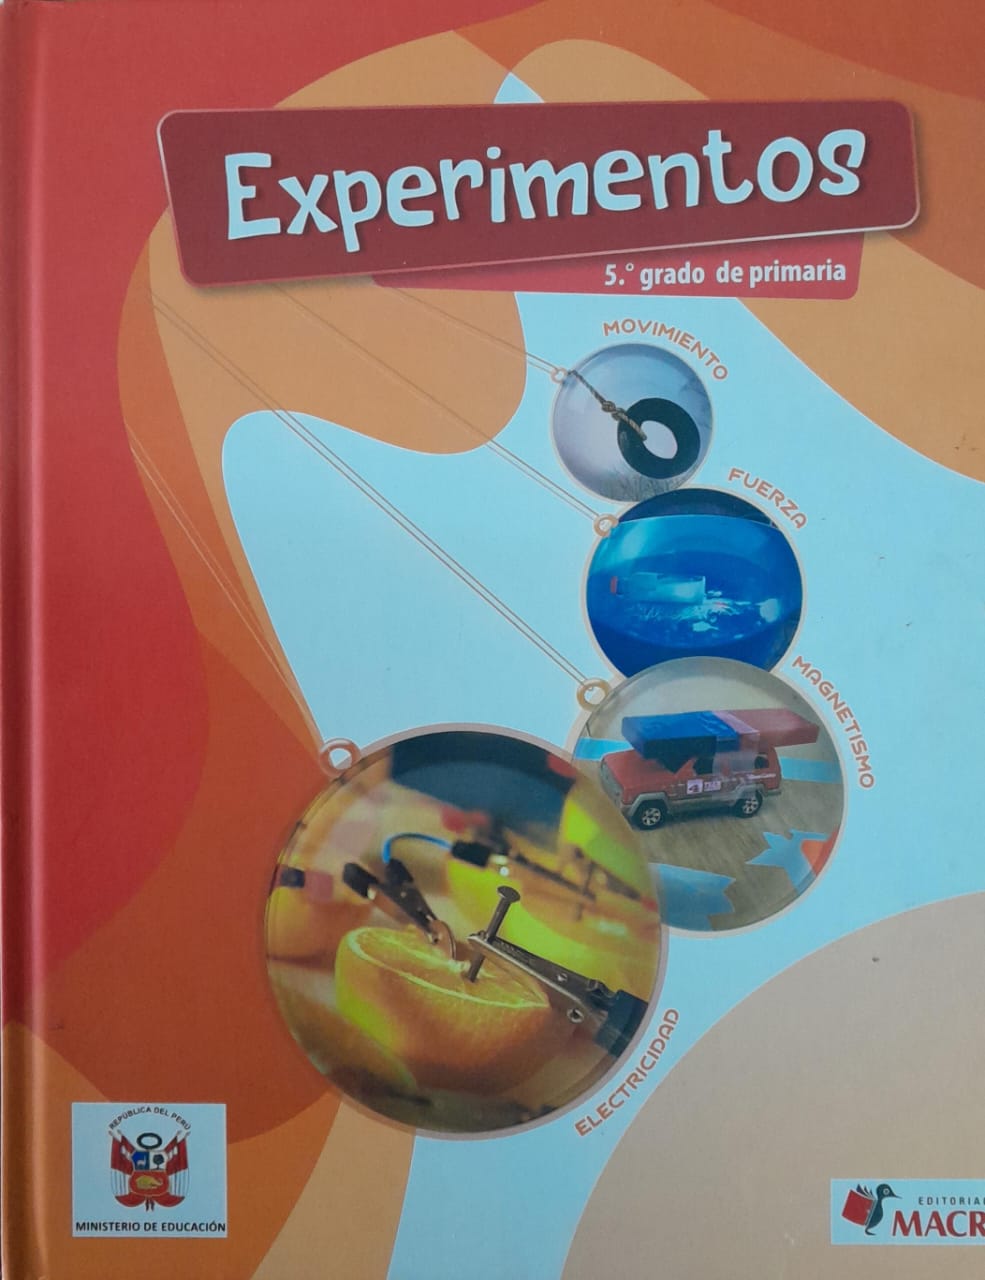 Experimentos
5.° grado de primaria
MOVIMIENTO
FUERZA
MAGNETISMO
ELECTRICIDAD
REPÚBLICA DEL PERÚ
MINISTERIO DE EDUCACIÓN
EDITORIAL
MACR